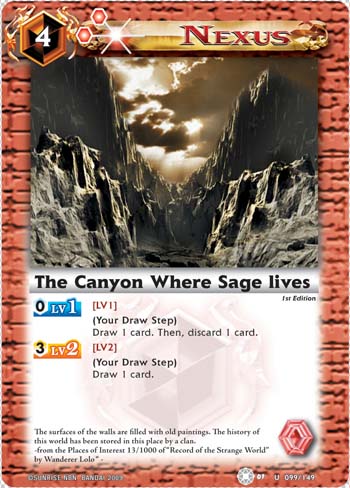 4
NEXUS
The Canyon Where Sage lives
1st Edition
0 LV1
[LV1]
(Your Draw Step)
Draw 1 card. Then, discard 1 card.
3 LV2
[LV2]
(Your Draw Step)
Draw 1 card.
The surfaces of the walls are filled with old paintings. The history of
this world has been stored in this place by a clan.
-from the Places of Interest 13/1000 of "Record of the Strange World"
by Wanderer Lolo"-
©SUNRISE·NBN, BANDAI 2009
01 U 099/149